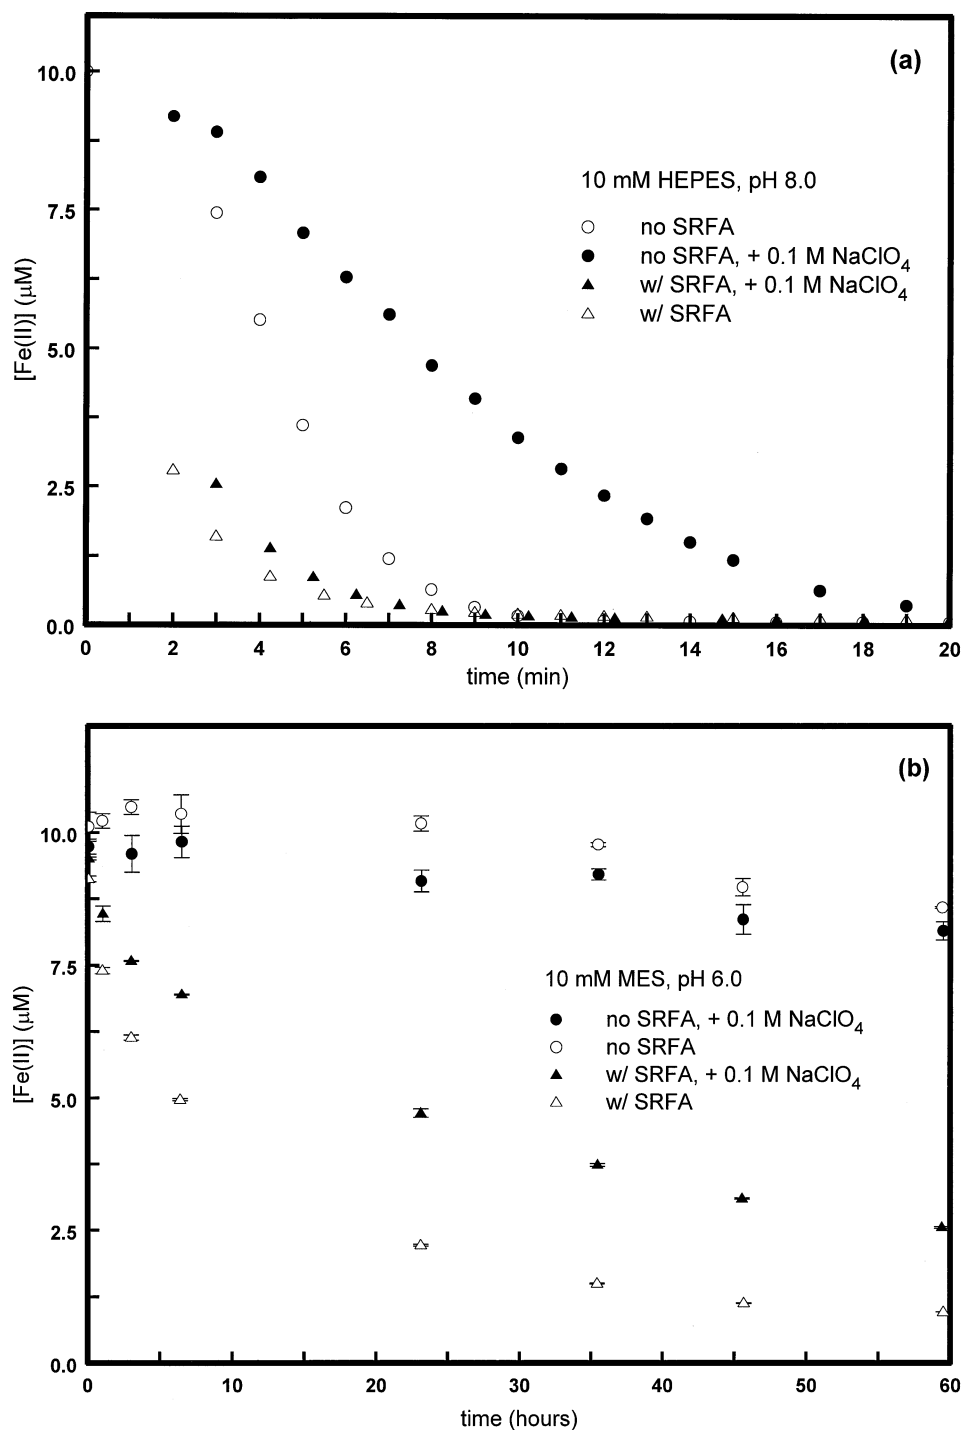 (a)
10.0
7.5
5.0
2.5
0.0
[Fe(II)] (μM)
10 mM HEPES, pH 8.0
no SRFA
no SRFA, + 0.1 M NaClO₄
w/ SRFA, + 0.1 M NaClO₄
w/ SRFA
0 2 4 6 8 10 12 14 16 18 20
time (min)
(b)
10.0
7.5
5.0
2.5
0.0
[Fe(II)] (μM)
10 mM MES, pH 6.0
no SRFA, + 0.1 M NaClO₄
no SRFA
w/ SRFA, + 0.1 M NaClO₄
w/ SRFA
0 10 20 30 40 50 60
time (hours)